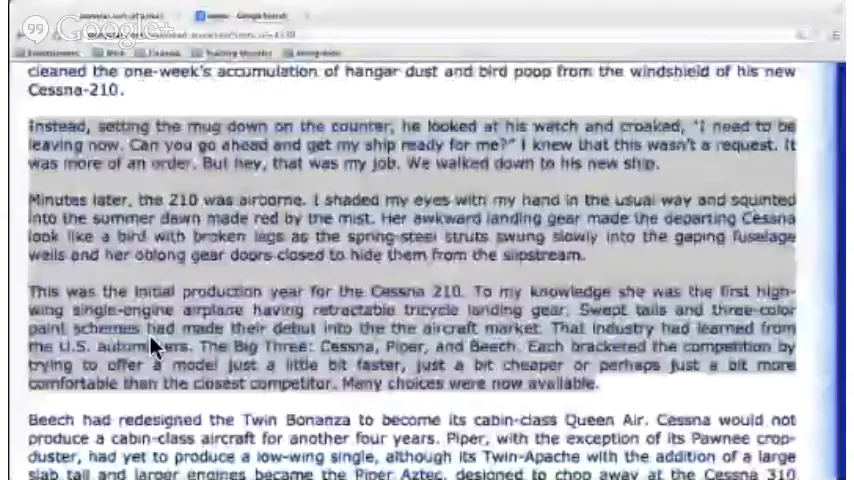 Google+
cleaned the one-week's accumulation of hangar dust and bird poop from the windshield of his new
Cessna-210.
Instead, setting the mug down on the counter, he looked at his watch and croaked, "I need to be
leaving now. Can you go ahead and get my ship ready for me?" I knew that this wasn't a request. It
was more of an order. But hey, that was my job. We walked down to his new ship.
Minutes later, the 210 was airborne. I shaded my eyes with my hand in the usual way and squinted
into the summer dawn made red by the mist. Her awkward landing gear made the departing Cessna
look like a bird with broken legs as the spring-steel struts swung slowly into the gaping fuselage
wells and her oblong gear doors closed to hide them from the slipstream.
This was the initial production year for the Cessna 210. To my knowledge she was the first high-
wing single-engine airplane having retractable tricycle landing gear. Swept tails and three-color
paint schemes had made their debut into the the aircraft market. That industry had learned from
the U.S. The Big Three: Cessna, Piper, and Beech. Each bracketed the competition by
trying to offer a model just a little bit faster, just a bit cheaper or perhaps just a bit more
comfortable than the closest competitor. Many choices were now available.
Beech had redesigned the Twin Bonanza to become its cabin-class Queen Air. Cessna would not
produce a cabin-class aircraft for another four years. Piper, with the exception of its Pawnee crop-
duster, had yet to produce a low-wing single, although its Twin-Apache with the addition of a large
slab tail and larger engines became the Piper Aztec, designed to chop away at the Cessna 310